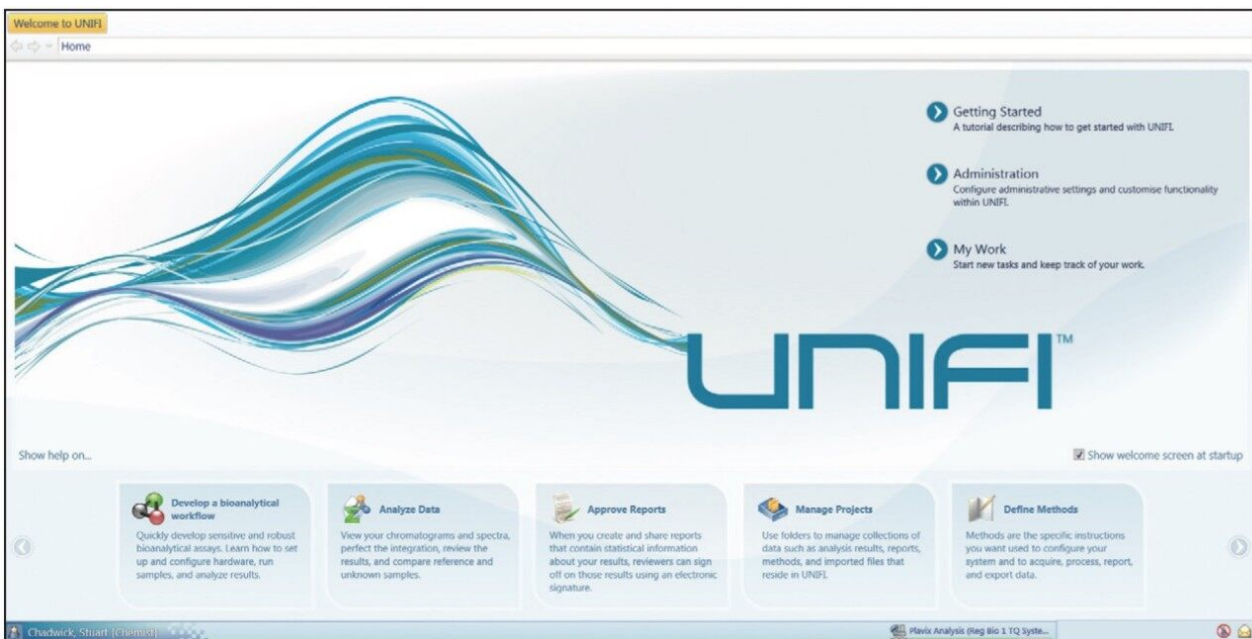 Welcome to UNIFI
Home
Getting Started
A tutorial describing how to get started with UNIFI.
Administration
Configure administrative settings and customise functionality
within UNIFI.
My Work
Start new tasks and keep track of your work.
UNIFI™
Show help on...
Show welcome screen at startup
Develop a bioanalytical
workflow
Quickly develop sensitive and robust
bioanalytical assays. Learn how to set
up and configure hardware, run
samples, and analyze results.
Analyze Data
View your chromatograms and spectra,
perfect the integration, review the
results, and compare reference and
unknown samples.
Approve Reports
When you create and share reports
that contain statistical information
about your results, reviewers can sign
off on those results using an electronic
signature.
Manage Projects
Use folders to manage collections of
data such as analysis results, reports,
methods, and imported files that
reside in UNIFI.
Define Methods
Methods are the specific instructions
you want used to configure your
system and to acquire, process, report,
and export data.
Chadwick, Stuart (Chemist)
Plavix Analysis (Reg Bio 1 TQ Syste...